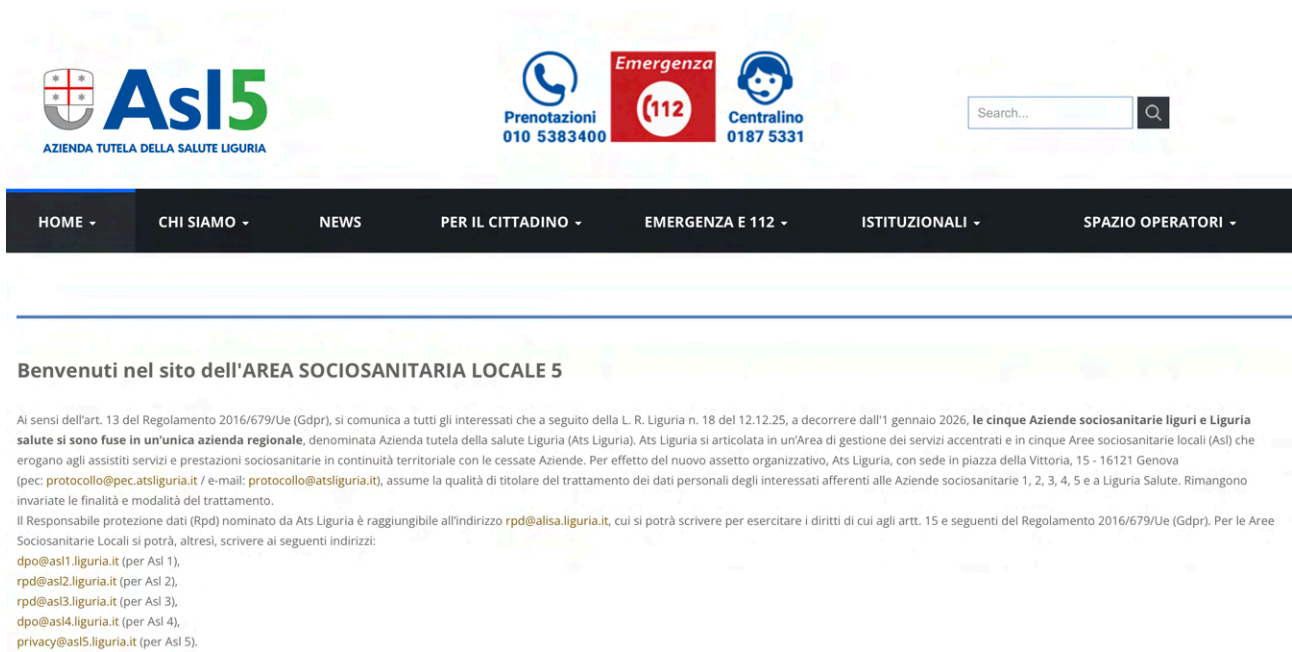 Asl5
AZIENDA TUTELA DELLA SALUTE LIGURIA
Prenotazioni
010 5383400
Emergenza
112
Centralino
0187 5331
Search...
HOME
CHI SIAMO
NEWS
PER IL CITTADINO
EMERGENZA E 112
ISTITUZIONALI
SPAZIO OPERATORI
Benvenuti nel sito dell'AREA SOCIOSANITARIA LOCALE 5
Ai sensi dell'art. 13 del Regolamento 2016/679/Ue (Gdpr), si comunica a tutti gli interessati che a seguito della L. R. Liguria n. 18 del 12.12.25, a decorrere dall'1 gennaio 2026, le cinque Aziende sociosanitarie liguri e Liguria
salute si sono fuse in un'unica azienda regionale, denominata Azienda tutela della salute Liguria (Ats Liguria). Ats Liguria si articolata in un'Area di gestione dei servizi accentrati e in cinque Aree sociosanitarie locali (Asl) che
erogano agli assistiti servizi e prestazioni sociosanitarie in continuità territoriale con le cessate Aziende. Per effetto del nuovo assetto organizzativo, Ats Liguria, con sede in piazza della Vittoria, 15 - 16121 Genova
(pec: protocollo@pec.atsliguria.it / e-mail: protocollo@atsliguria.it), assume la qualità di titolare del trattamento dei dati personali degli interessati afferenti alle Aziende sociosanitarie 1, 2, 3, 4, 5 e a Liguria Salute. Rimangono
invariate le finalità e modalità del trattamento.
Il Responsabile protezione dati (Rpd) nominato da Ats Liguria è raggiungibile all'indirizzo rpd@alisa.liguria.it, cui si potrà scrivere per esercitare i diritti di cui agli artt. 15 e seguenti del Regolamento 2016/679/Ue (Gdpr). Per le Aree
Sociosanitarie Locali si potrà, altresì, scrivere ai seguenti indirizzi:
dpo@asl1.liguria.it (per Asl 1),
rpd@asl2.liguria.it (per Asl 2),
rpd@asl3.liguria.it (per Asl 3),
dpo@asl4.liguria.it (per Asl 4),
privacy@asl5.liguria.it (per Asl 5).